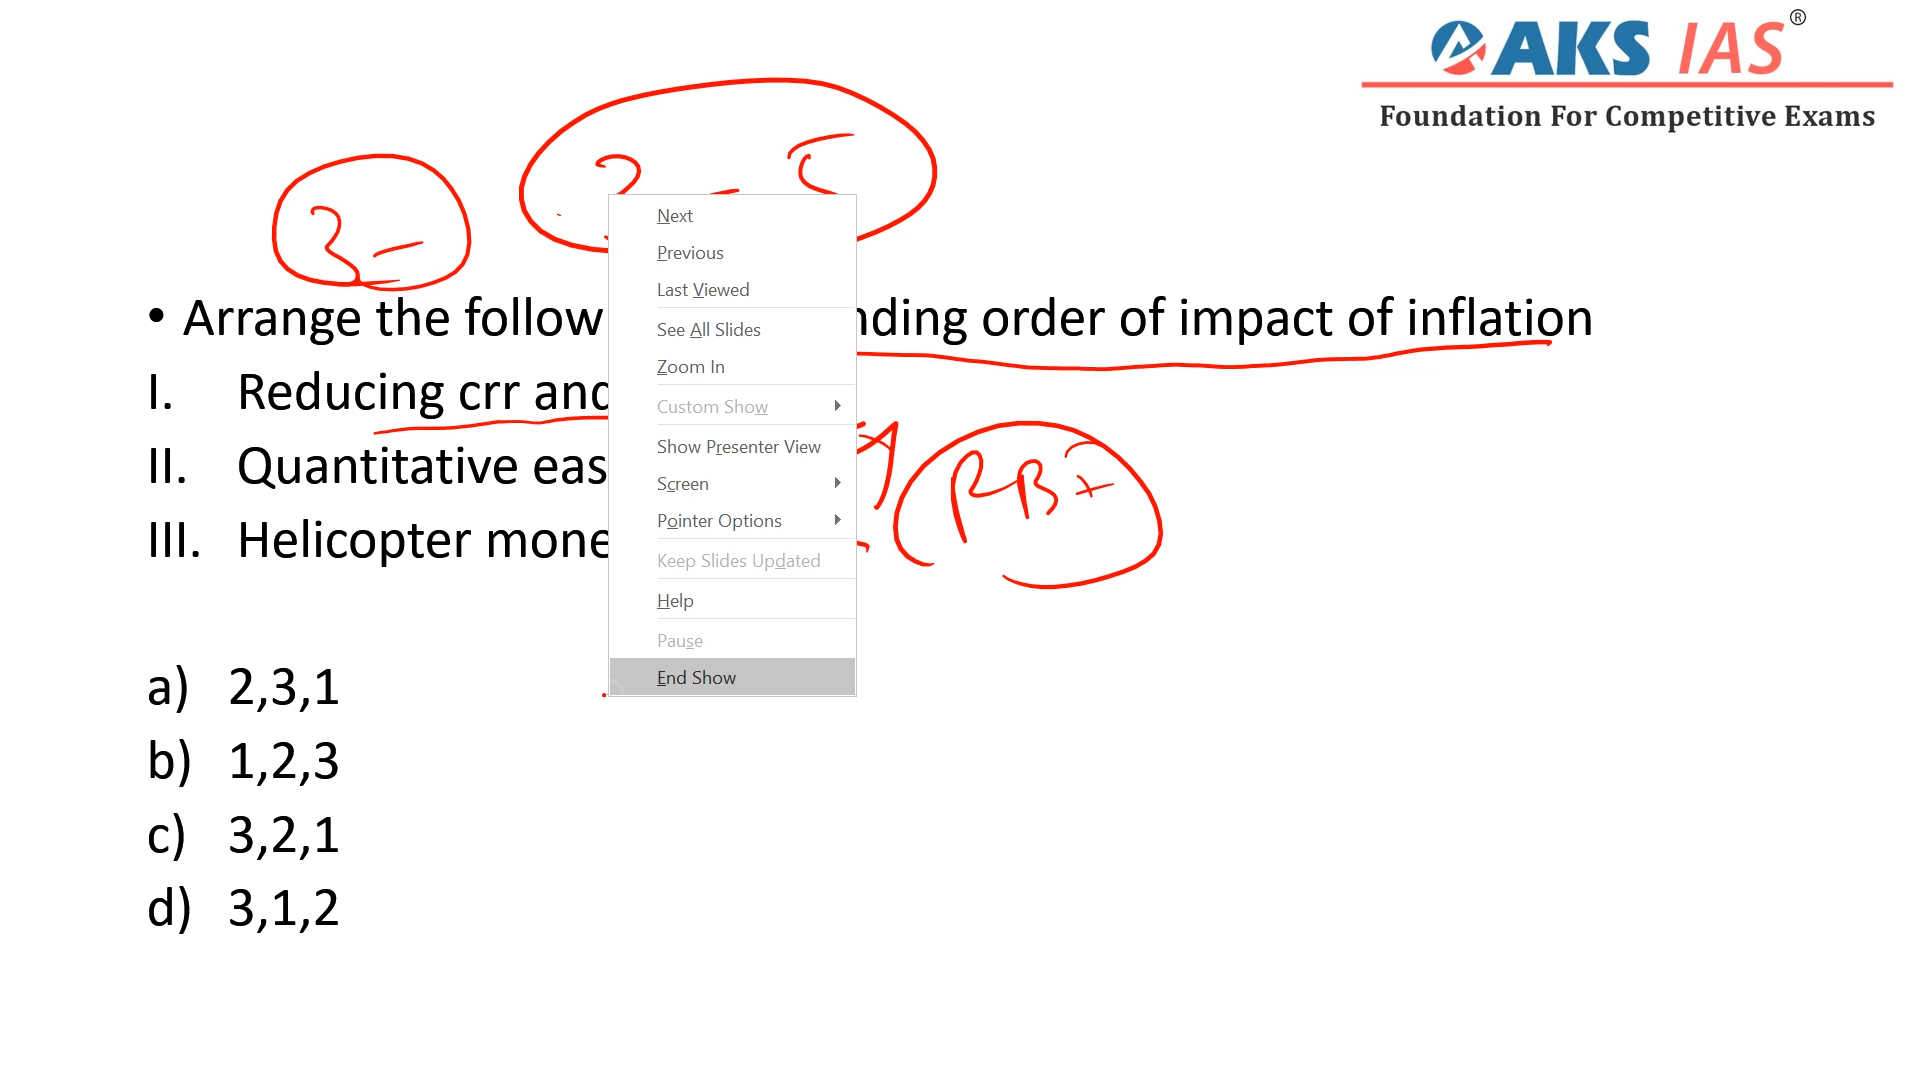 AKS IAS®
Foundation For Competitive Exams
3 –
• Arrange the follow nding order of impact of inflation
I. Reducing crr and
II. Quantitative eas
III. Helicopter mone
Next
Previous
Last Viewed
See All Slides
Zoom In
Custom Show
Show Presenter View
Screen
Pointer Options
Keep Slides Updated
Help
Pause
End Show
a) 2,3,1
b) 1,2,3
c) 3,2,1
d) 3,1,2